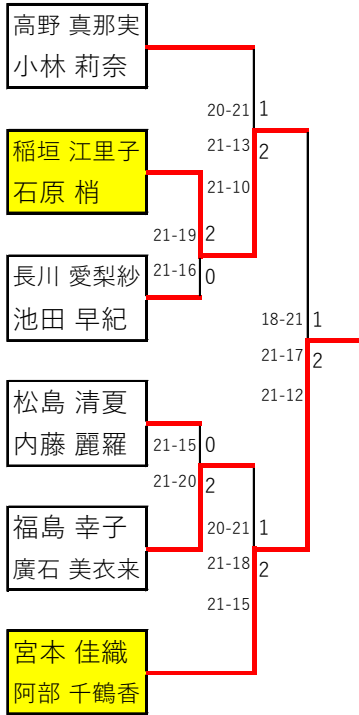 高野 真那実
小林 莉奈
20-21 1
21-13 2
21-10
稲垣 江里子
石原 梢
21-19 2
21-16 0
長川 愛梨紗
池田 早紀
18-21 1
21-17 2
21-12
松島 清夏
内藤 麗羅
21-15 0
21-20 2
福島 幸子
廣石 美衣来
20-21 1
21-18 2
21-15
宮本 佳織
阿部 千鶴香